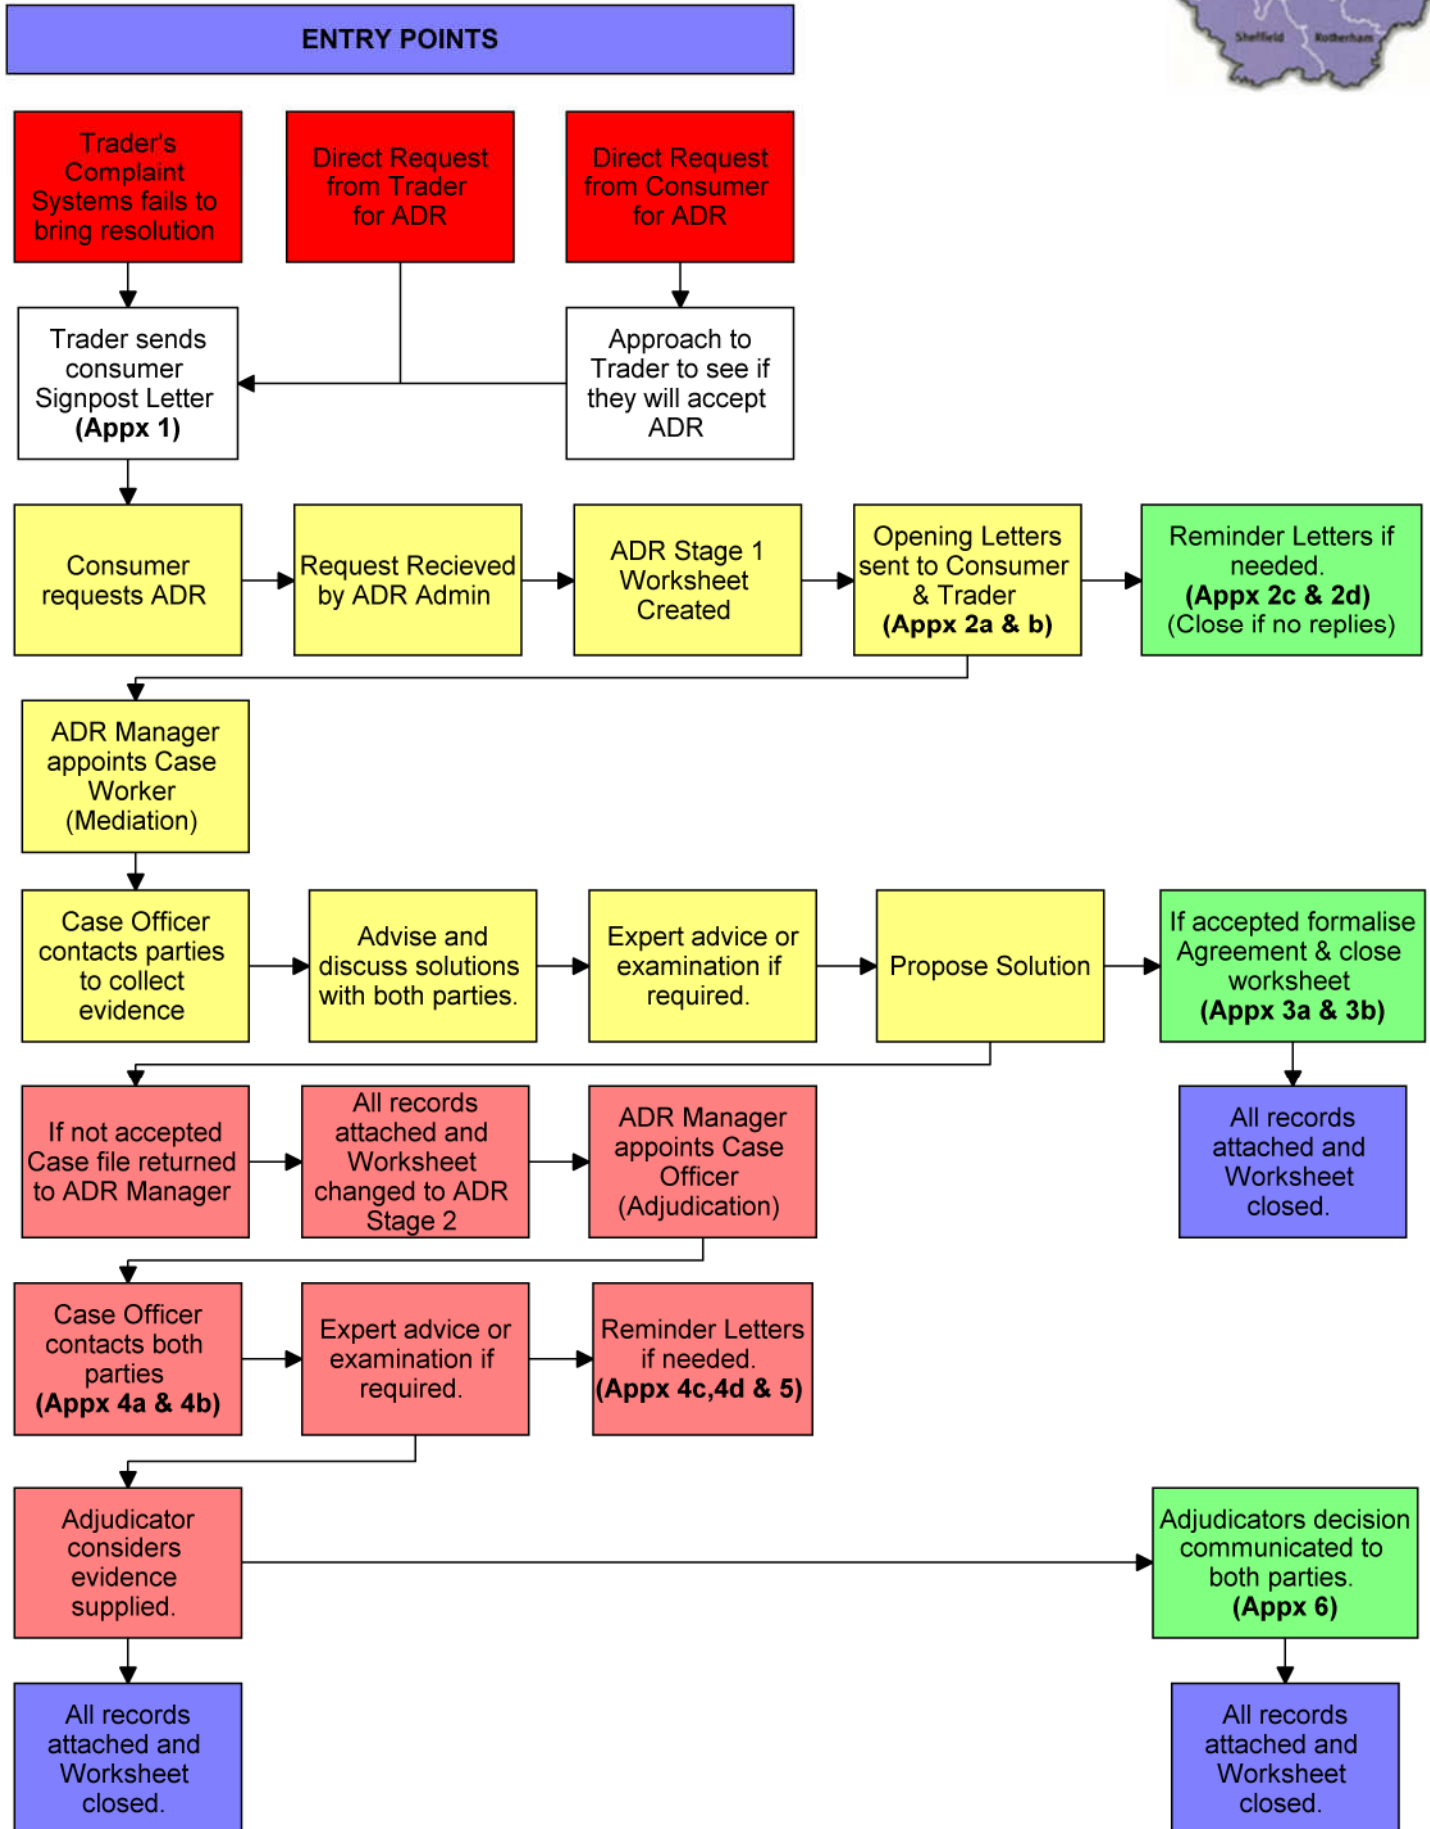 ENTRY POINTS
Sheffield
Rotherham
Trader's
Complaint
Systems fails to
bring resolution
Direct Request
from Trader
for ADR
Direct Request
from Consumer
for ADR
Trader sends
consumer
Signpost Letter
(Appx 1)
Approach to
Trader to see if
they will accept
ADR
Consumer
requests ADR
Request Recieved
by ADR Admin
ADR Stage 1
Worksheet
Created
Opening Letters
sent to Consumer
& Trader
(Appx 2a & b)
Reminder Letters if
needed.
(Appx 2c & 2d)
(Close if no replies)
ADR Manager
appoints Case
Worker
(Mediation)
Case Officer
contacts parties
to collect
evidence
Advise and
discuss solutions
with both parties.
Expert advice or
examination if
required.
Propose Solution
If accepted formalise
Agreement & close
worksheet
(Appx 3a & 3b)
If not accepted
Case file returned
to ADR Manager
All records
attached and
Worksheet
changed to ADR
Stage 2
ADR Manager
appoints Case
Officer
(Adjudication)
All records
attached and
Worksheet
closed.
Case Officer
contacts both
parties
(Appx 4a & 4b)
Expert advice or
examination if
required.
Reminder Letters
if needed.
(Appx 4c,4d & 5)
Adjudicator
considers
evidence
supplied.
Adjudicators decision
communicated to
both parties.
(Appx 6)
All records
attached and
Worksheet
closed.
All records
attached and
Worksheet
closed.